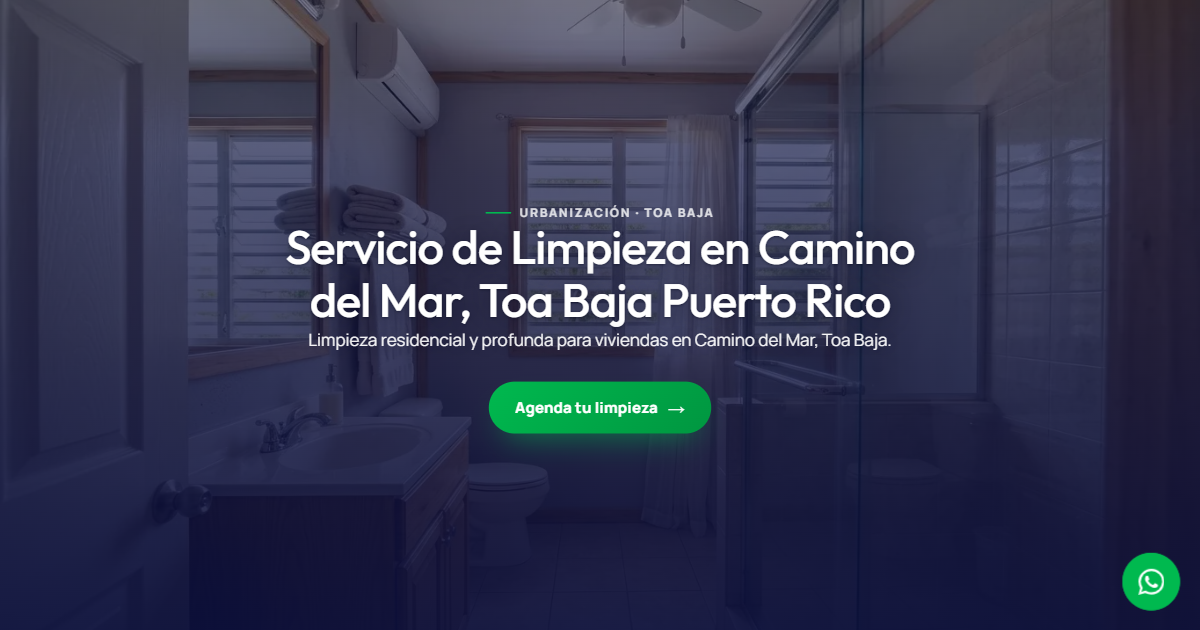 URBANIZACIÓN · TOA BAJA
Servicio de Limpieza en Camino
del Mar, Toa Baja Puerto Rico
Limpieza residencial y profunda para viviendas en Camino del Mar, Toa Baja.
Agenda tu limpieza →